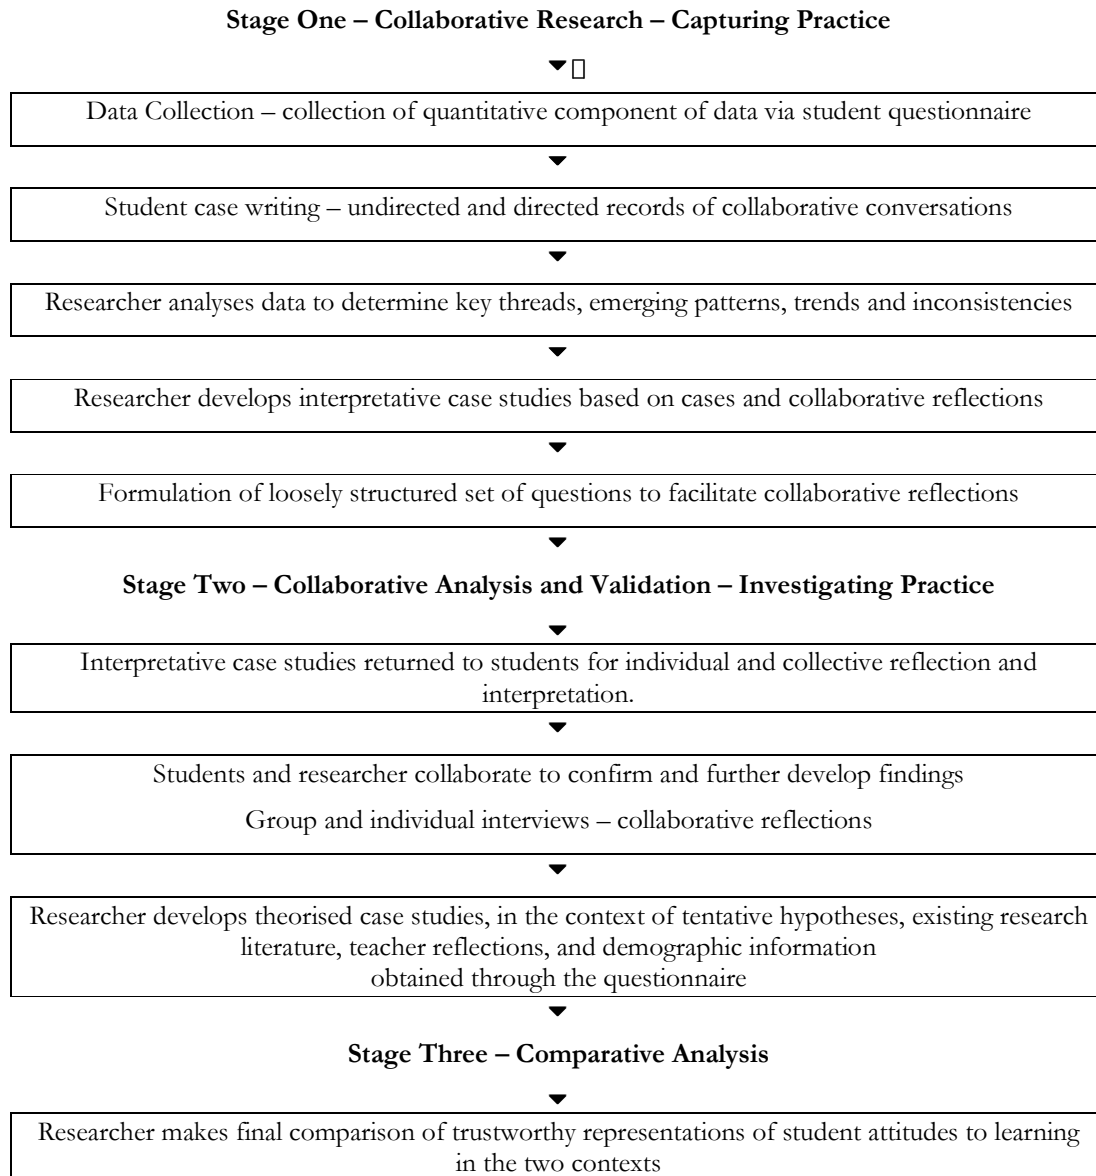 Stage One – Collaborative Research – Capturing Practice
Data Collection – collection of quantitative component of data via student questionnaire
Student case writing – undirected and directed records of collaborative conversations
Researcher analyses data to determine key threads, emerging patterns, trends and inconsistencies
Researcher develops interpretative case studies based on cases and collaborative reflections
Formulation of loosely structured set of questions to facilitate collaborative reflections
Stage Two – Collaborative Analysis and Validation – Investigating Practice
Interpretative case studies returned to students for individual and collective reflection and
interpretation.
Students and researcher collaborate to confirm and further develop findings
Group and individual interviews – collaborative reflections
Researcher develops theorised case studies, in the context of tentative hypotheses, existing research
literature, teacher reflections, and demographic information
obtained through the questionnaire
Stage Three – Comparative Analysis
Researcher makes final comparison of trustworthy representations of student attitudes to learning
in the two contexts